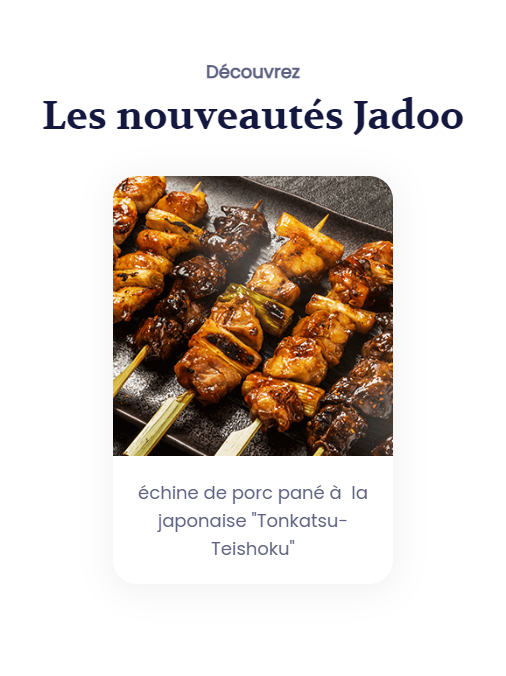 Découvrez
Les nouveautés Jadoo
échine de porc pané à  la
japonaise "Tonkatsu-
Teishoku"